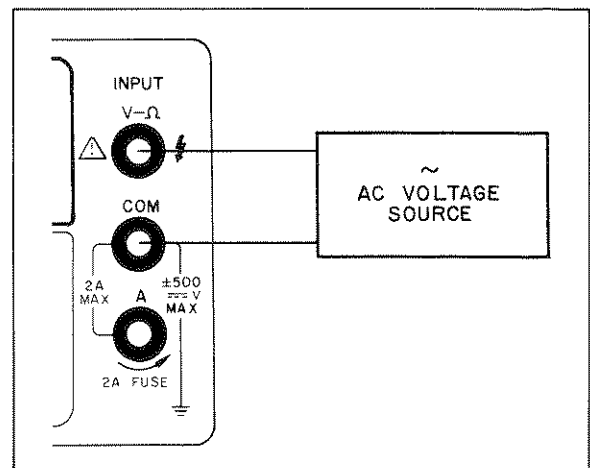 INPUT
V-Ω
COM
2A
MAX
±500
V
MAX
A
2A FUSE
~
AC VOLTAGE
SOURCE